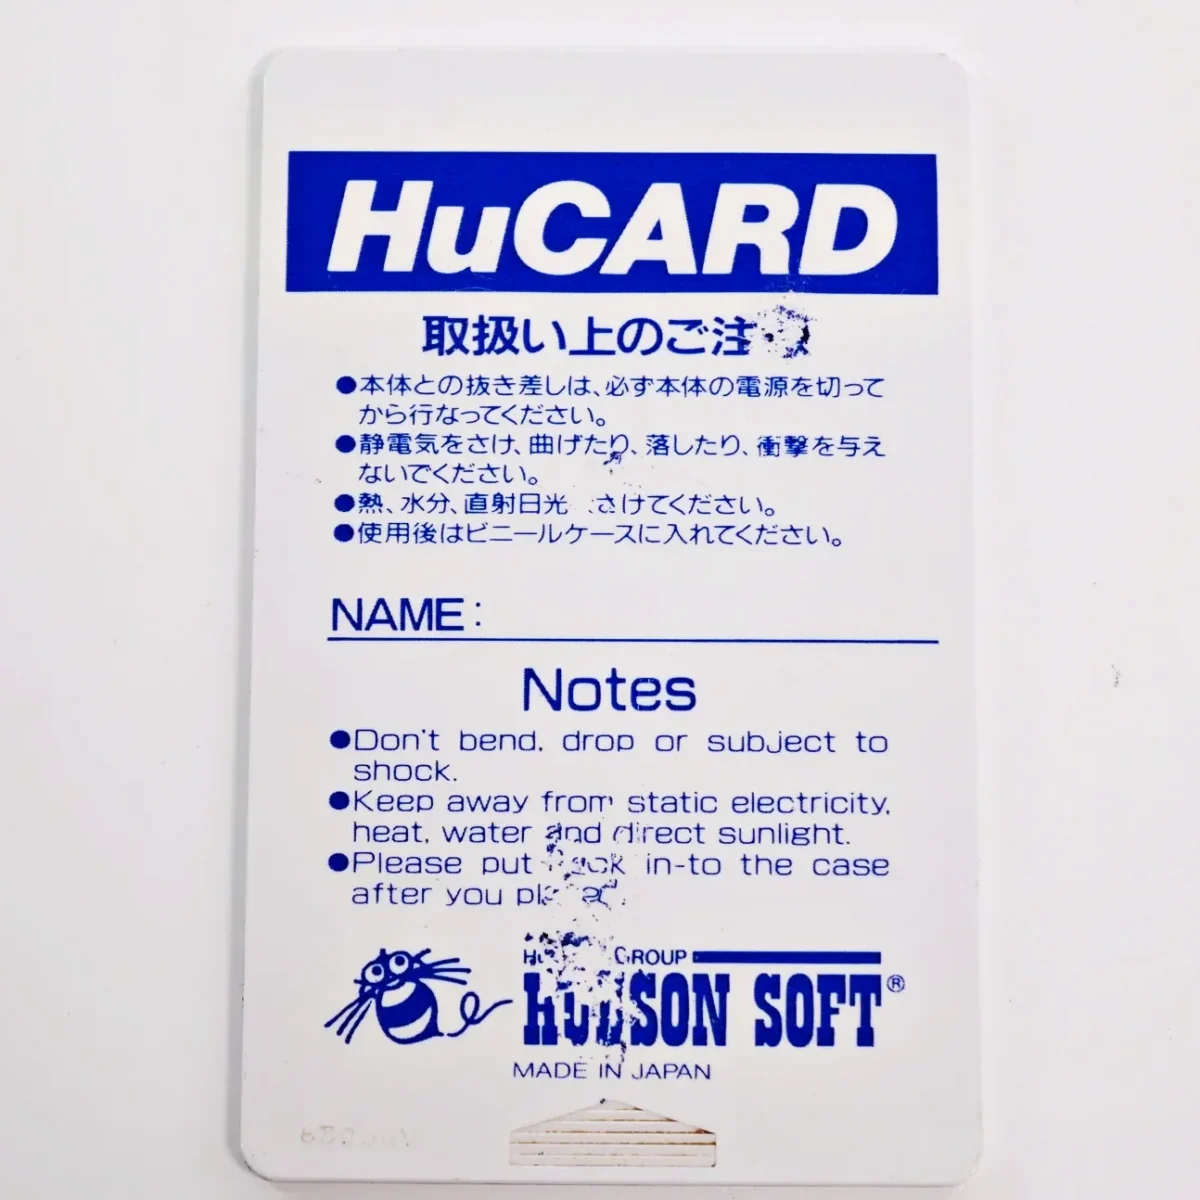 HuCARD
取扱い上のご注
●本体との抜き差しは、必ず本体の電源を切って
から行なってください。
●静電気をさけ、曲げたり、落したり、衝撃を与え
ないでください。
●熱、水分、直射日光 さけてください。
●使用後はビニールケースに入れてください。
NAME:
Notes
●Don't bend, drop or subject to
shock.
●Keep away from static electricity,
heat, water and direct sunlight.
●Please put back in-to the case
after you
GROUP
HUDSON SOFT®
MADE IN JAPAN